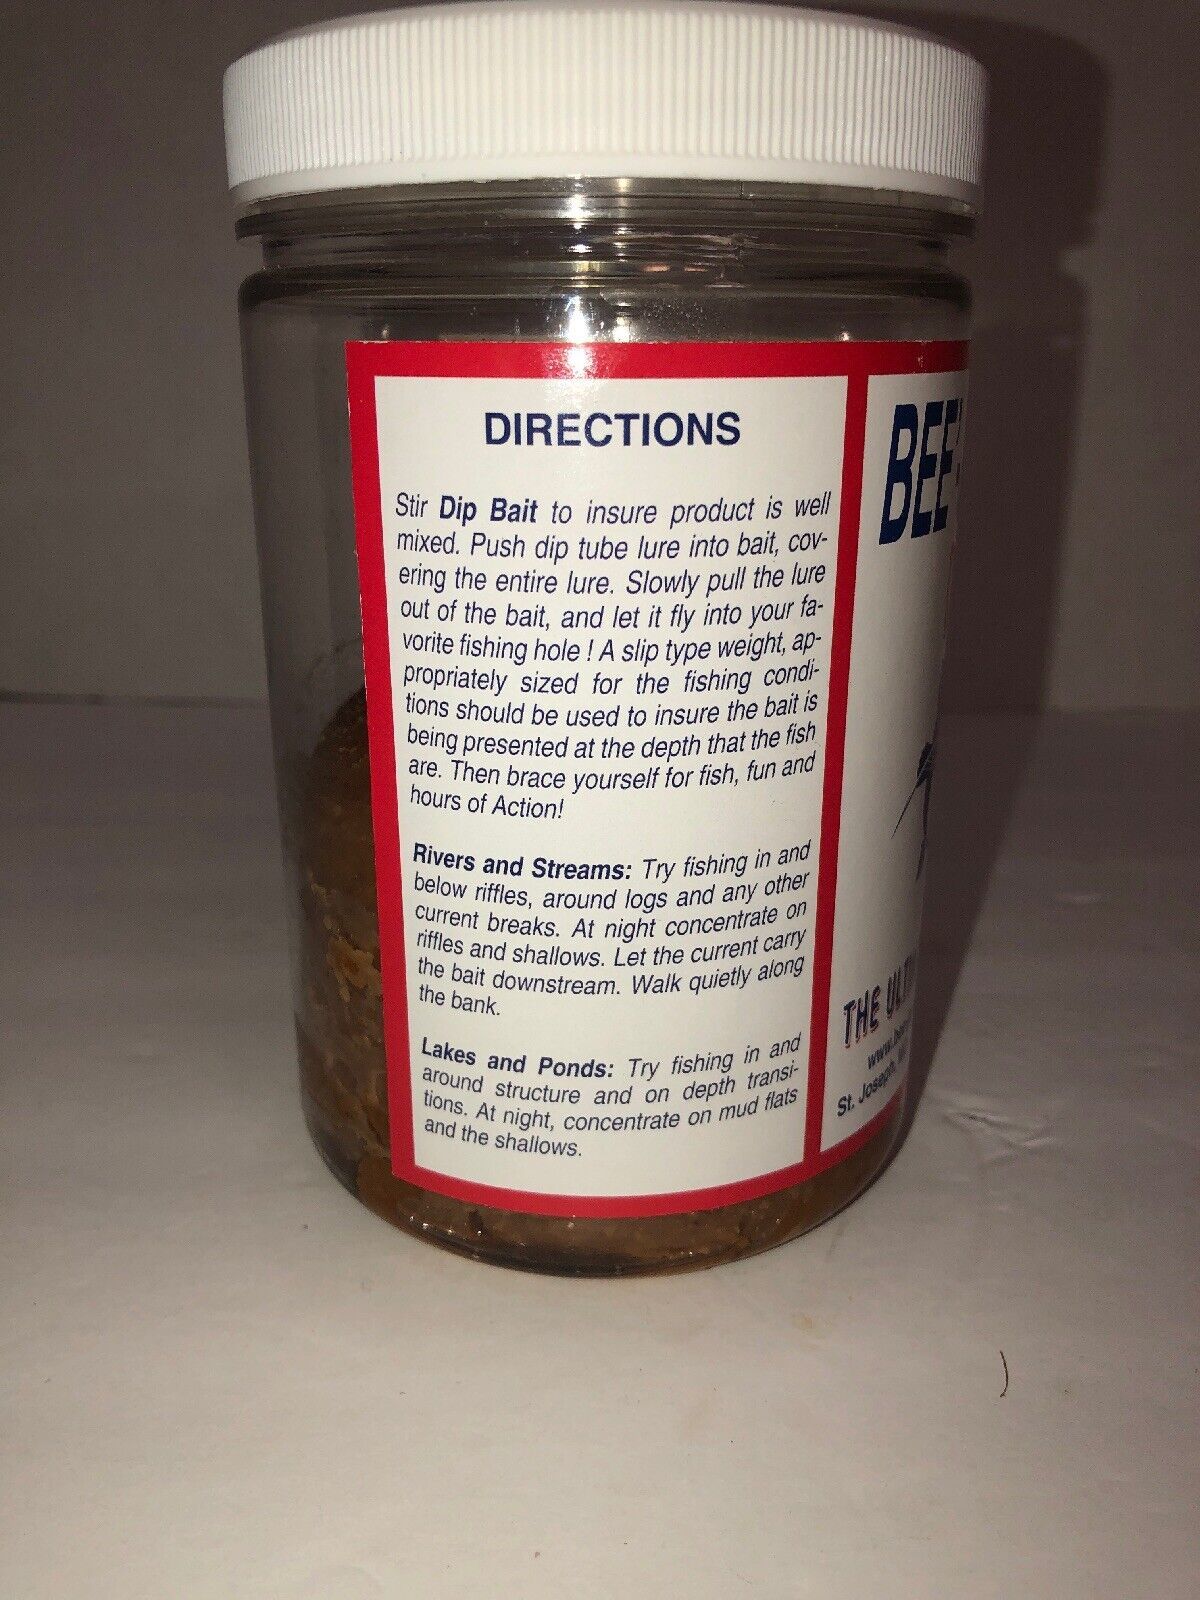 DIRECTIONS
Stir Dip Bait to insure product is well
mixed. Push dip tube lure into bait, cov-
ering the entire lure. Slowly pull the lure
out of the bait, and let it fly into your fa-
vorite fishing hole ! A slip type weight, ap-
propriately sized for the fishing condi-
tions should be used to insure the bait is
being presented at the depth that the fish
are. Then brace yourself for fish, fun and
hours of Action!
Rivers and Streams: Try fishing in and
below riffles, around logs and any other
current breaks. At night concentrate on
riffles and shallows. Let the current carry
the bait downstream. Walk quietly along
the bank.
Lakes and Ponds: Try fishing in and
around structure and on depth transi-
tions. At night, concentrate on mud flats
and the shallows.
BEE'
THE
St. Joseph,